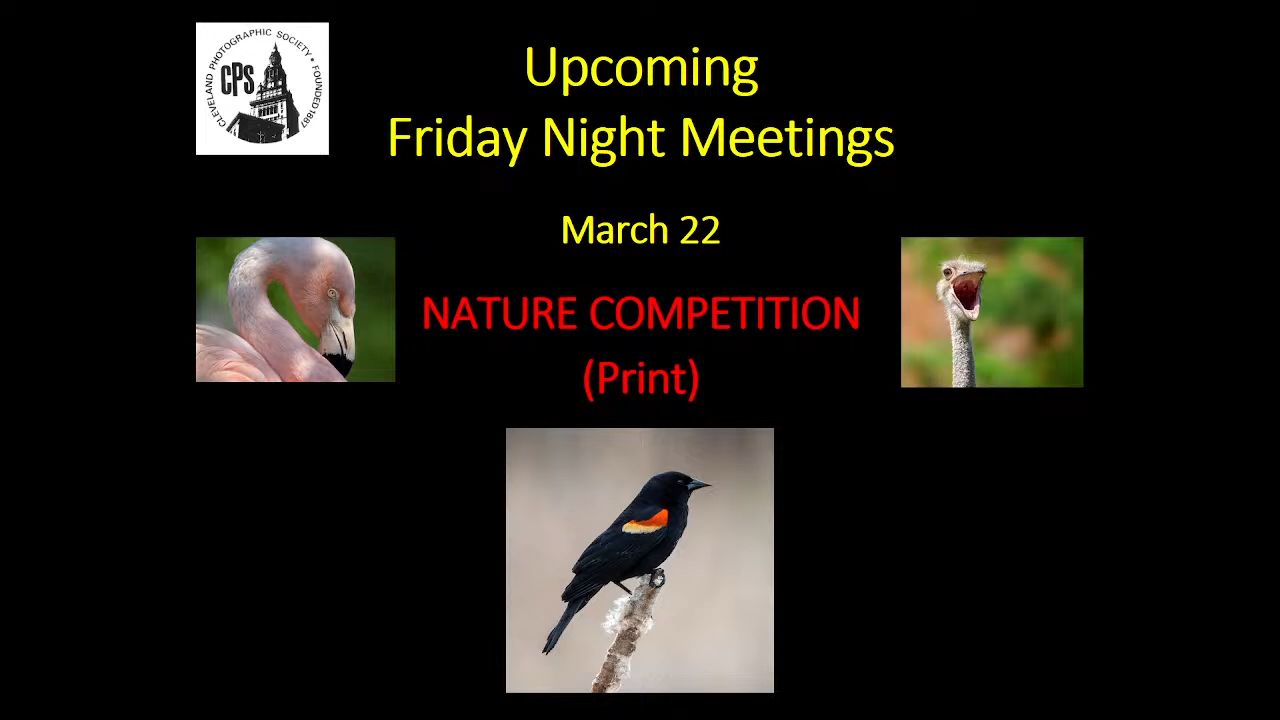 CLEVELAND PHOTOGRAPHIC SOCIETY • FOUNDED 1887
CPS
Upcoming
Friday Night Meetings
March 22
NATURE COMPETITION
(Print)